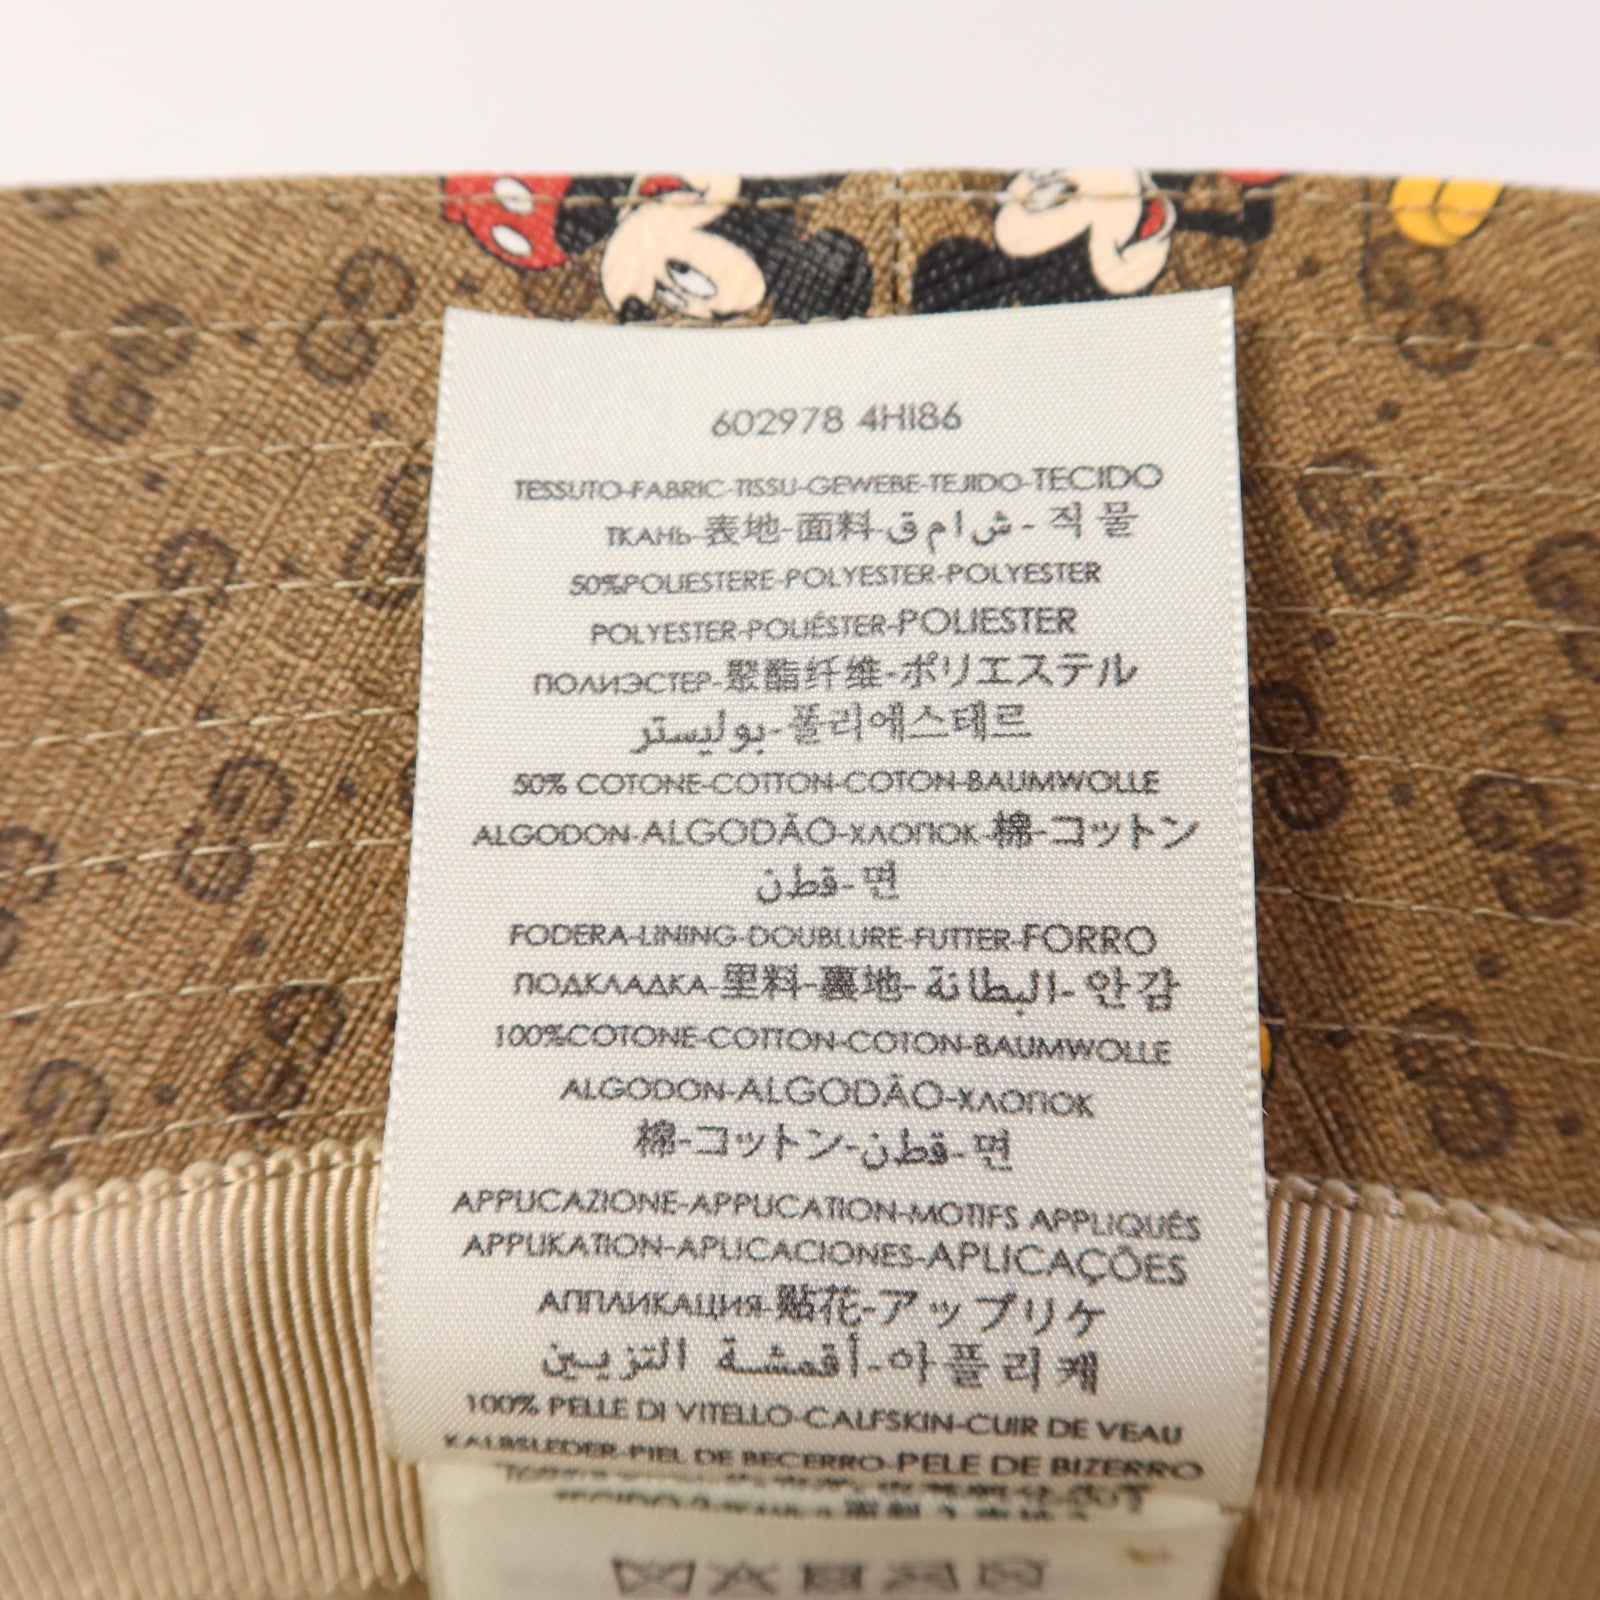 602978 4HI86
TESSUTO-FABRIC-TISSU-GEWEBE-TEJIDO-TECIDO
ТКАНЬ-表地-面料-ق ام ش-직물
50%POLIESTERE-POLYESTER-POLYESTER
POLYESTER-POLIÉSTER-POLIESTER
ПОЛИЭСТЕР-聚酯纤维-ポリエステル
بوليستر-폴리에스테르
50% COTONE-COTTON-COTON-BAUMWOLLE
ALGODON-ALGODÃO-ХЛОПОК-棉-コットン
قطن-면
FODERA-LINING-DOUBLURE-FUTTER-FORRO
ПОДКЛАДКА-里料-裏地-البطانة-안감
100%COTONE-COTTON-COTON-BAUMWOLLE
ALGODON-ALGODÃO-ХЛОПОК
棉-コットン-قطن-면
APPLICAZIONE-APPLICATION-MOTIFS APPLIQUÉS
APPLIKATION-APLICACIONES-APLICAÇÕES
АППЛИКАЦИЯ-贴花-アップリケ
أقمشة التزيين-아플리케
100% PELLE DI VITELLO-CALFSKIN-CUIR DE VEAU
KALBSLEDER-PIEL DE BECERRO-PELE DE BIZERRO